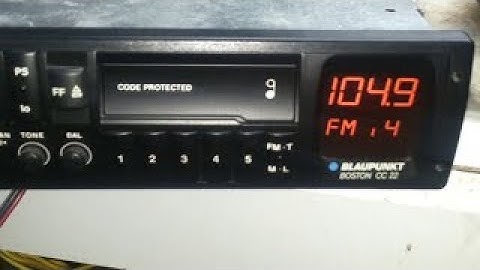 PS
FF
lo
CODE PROTECTED
104.9
FM 4
AN
TONE
BAL
1 2 3 4 5
FM-T
M-L
BLAUPUNKT
BOSTON CC 22